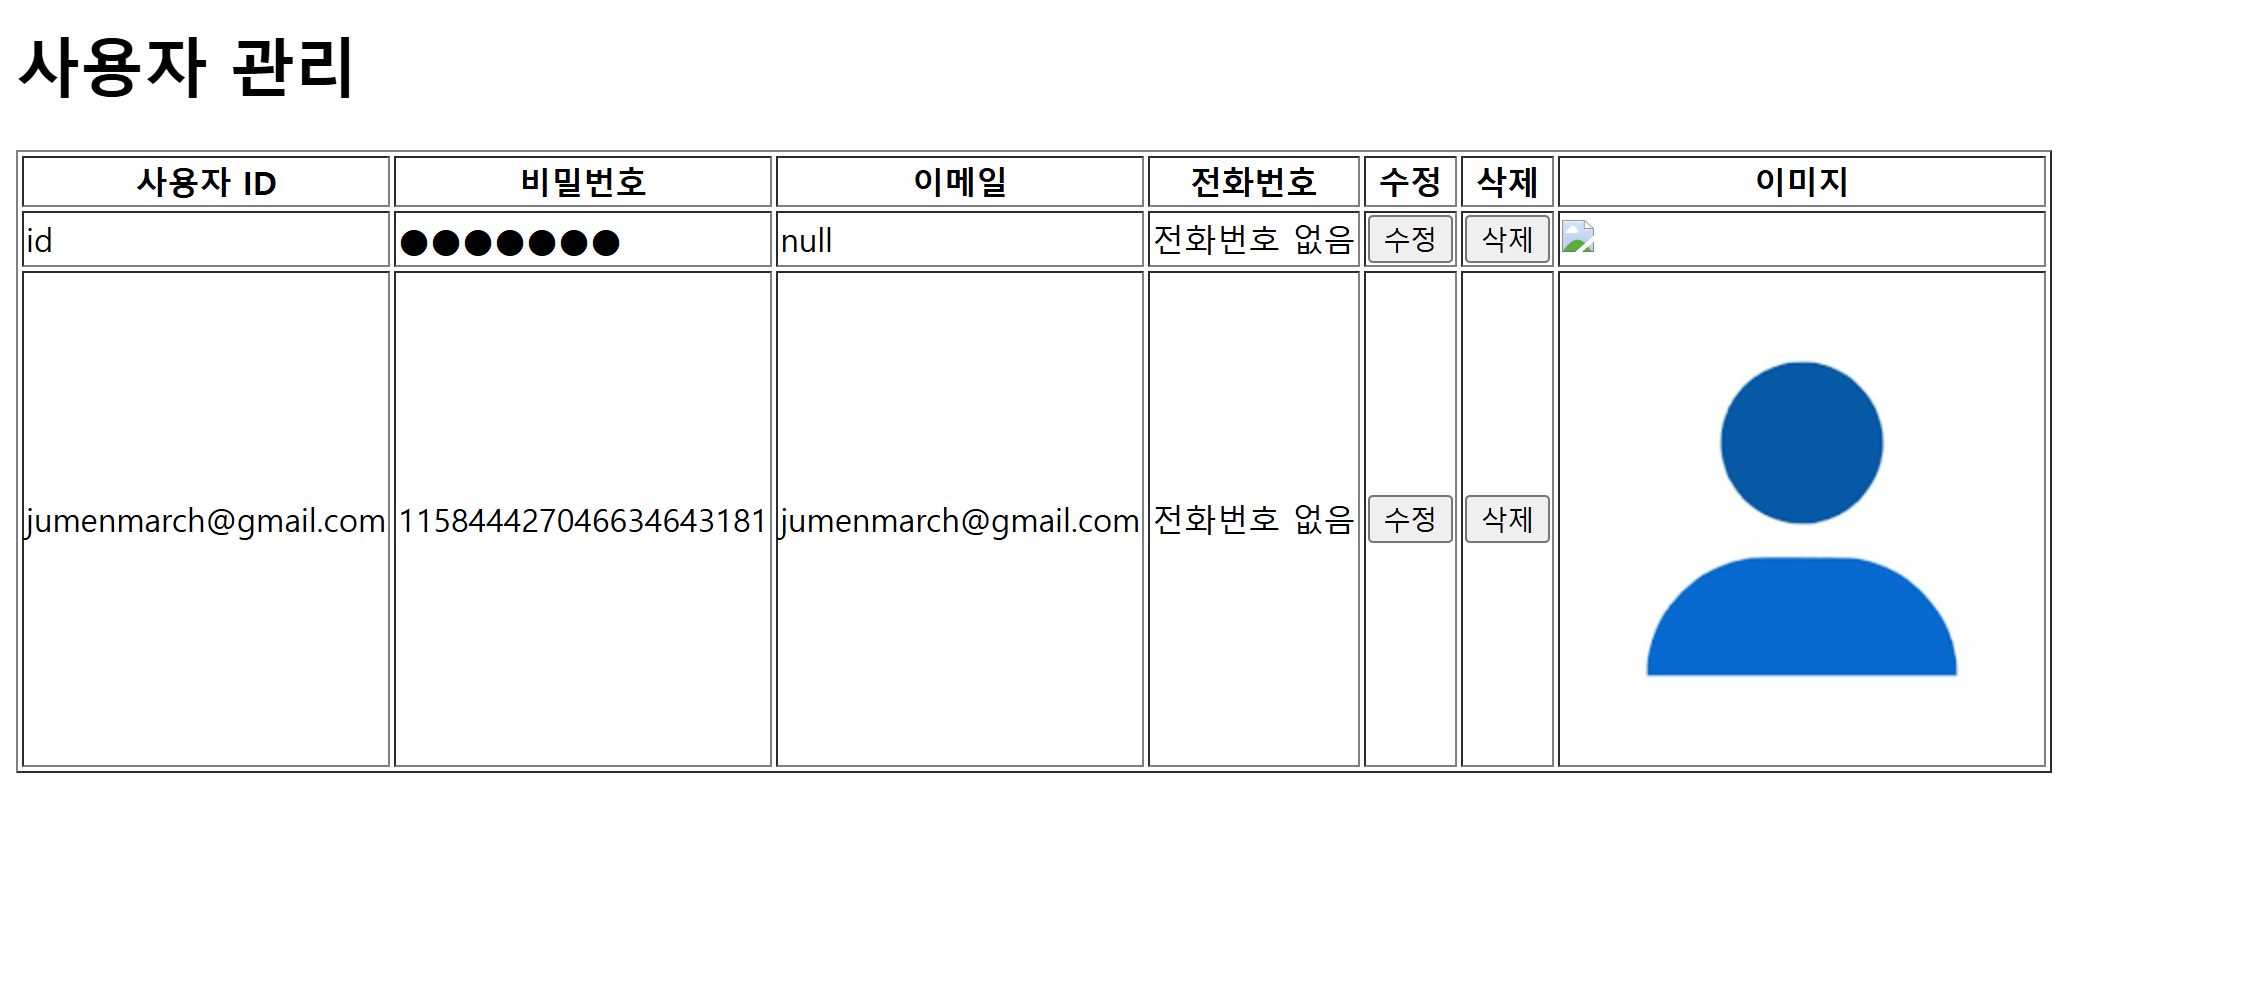 사용자 관리
사용자 ID 비밀번호 이메일 전화번호 수정 삭제 이미지
id ●●●●●●● null 전화번호 없음 수정 삭제
jumenmarch@gmail.com 115844427046634643181 jumenmarch@gmail.com 전화번호 없음 수정 삭제